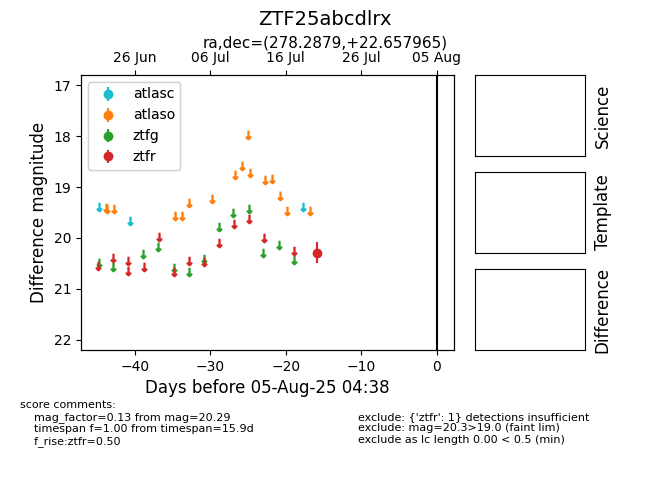 ZTF25abcdlrx
ra,dec=(278.2879,+22.657965)
26 Jun
06 Jul
16 Jul
26 Jul
05 Aug
17
18
19
20
21
22
Difference magnitude
atlasc
atlaso
ztfg
ztfr
−40
−30
−20
−10
0
Days before 05-Aug-25 04:38
Science
Template
Difference
score comments:
mag_factor=0.13 from mag=20.29
timespan f=1.00 from timespan=15.9d
f_rise:ztfr=0.50
exclude: {'ztfr': 1} detections insufficient
exclude: mag=20.3>19.0 (faint lim)
exclude as lc length 0.00 < 0.5 (min)